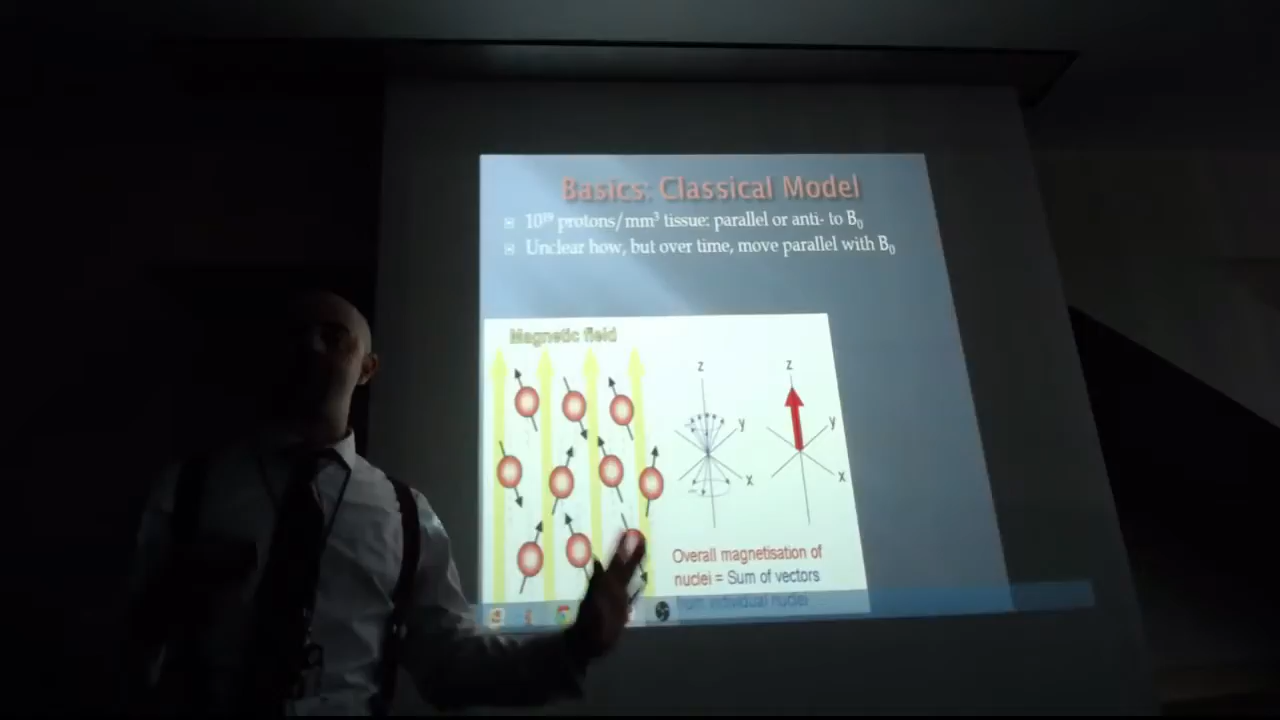 Basics: Classical Model
10¹⁹ protons/mm³ tissue: parallel or anti- to B₀
Unclear how, but over time, move parallel with B₀
Magnetic field
z
z
y
y
x
x
Overall magnetisation of
nuclei = Sum of vectors
from individual nuclei